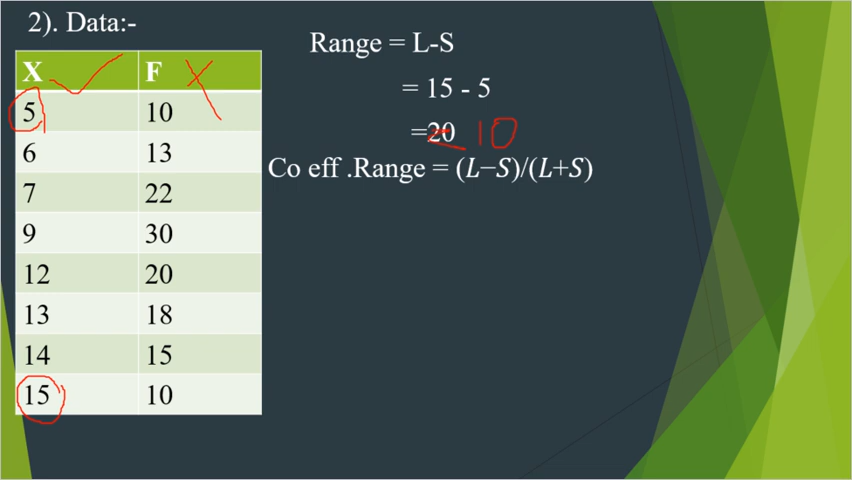 2). Data:-
Range = L-S
= 15 - 5
=20 10
Co eff .Range = (L−S)/(L+S)
X F
5 10
6 13
7 22
9 30
12 20
13 18
14 15
15 10